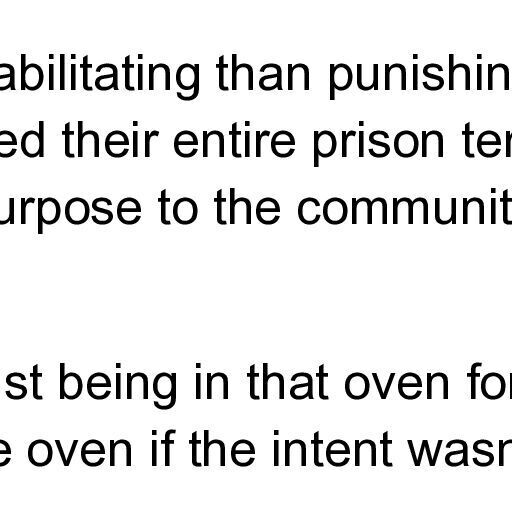 abilitating than punishin
ed their entire prison ter
urpose to the communit
st being in that oven for
e oven if the intent wasn